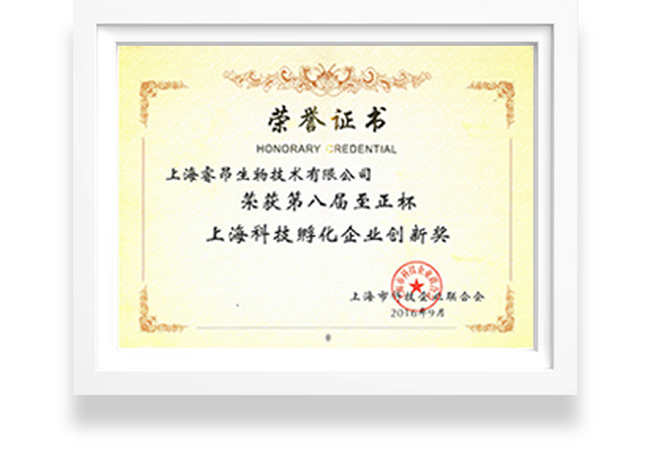 荣誉证书
HONORARY CREDENTIAL
上海睿昂生物技术有限公司
荣获第八届至正杯
上海科技孵化企业创新奖
上海市科技企业联合会
2016年9月